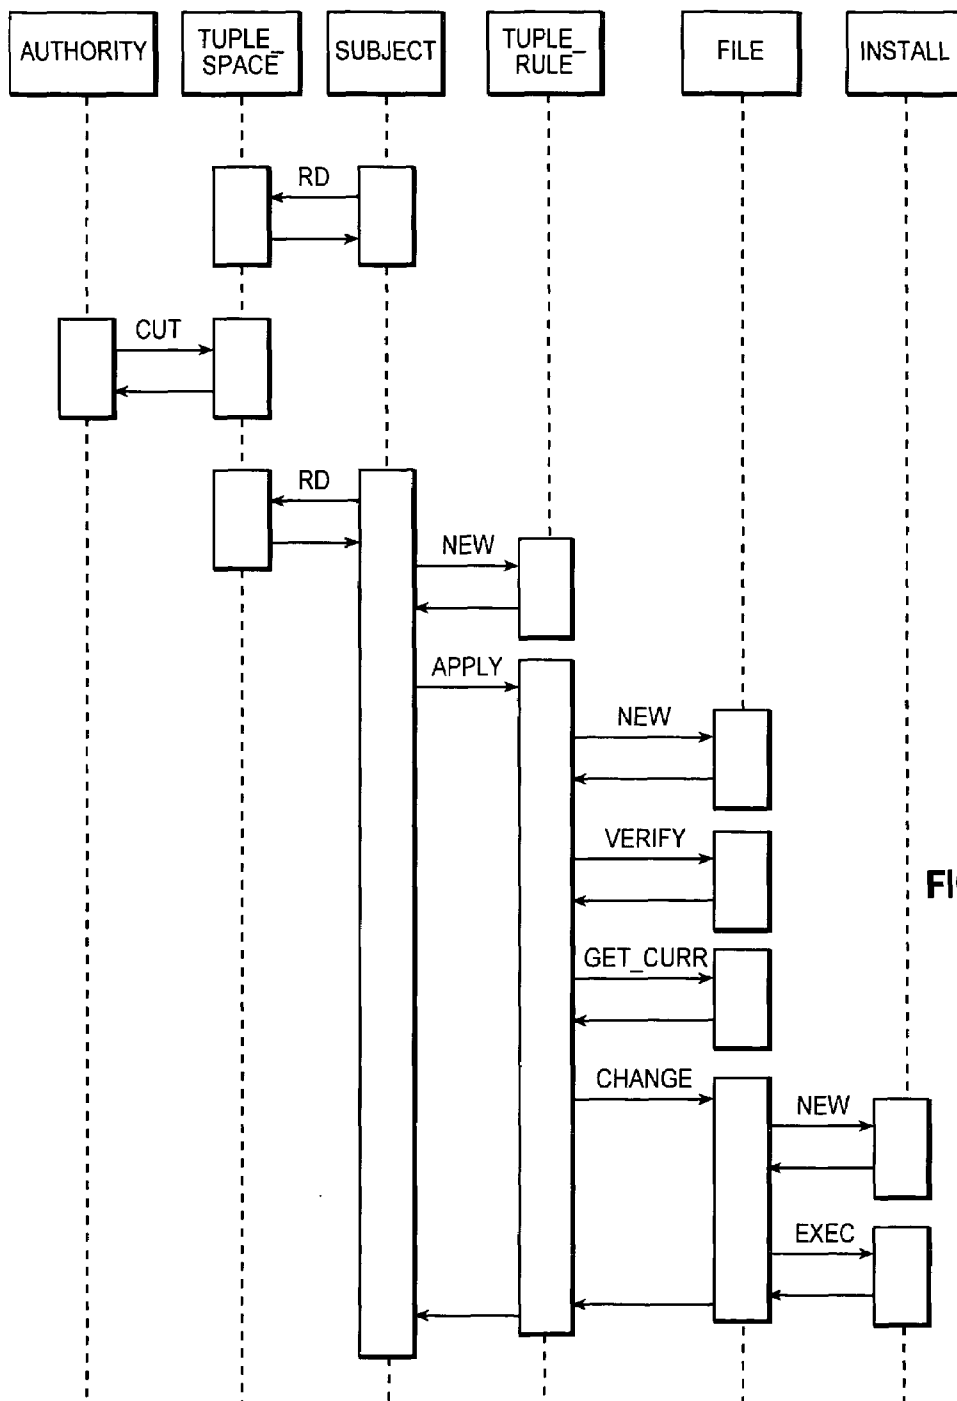 AUTHORITY
TUPLE_
SPACE
SUBJECT
TUPLE_
RULE
FILE
INSTALL
RD
CUT
RD
NEW
APPLY
NEW
VERIFY
GET_CURR
CHANGE
NEW
EXEC